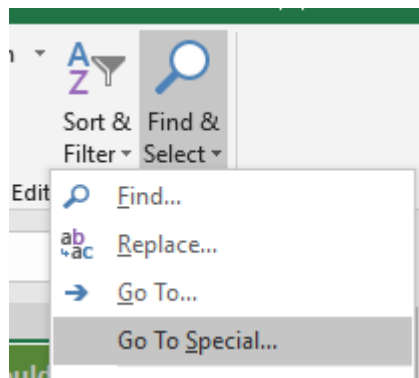 Sort & Find &
Filter Select
Edit
Find...
Replace...
Go To...
Go To Special...